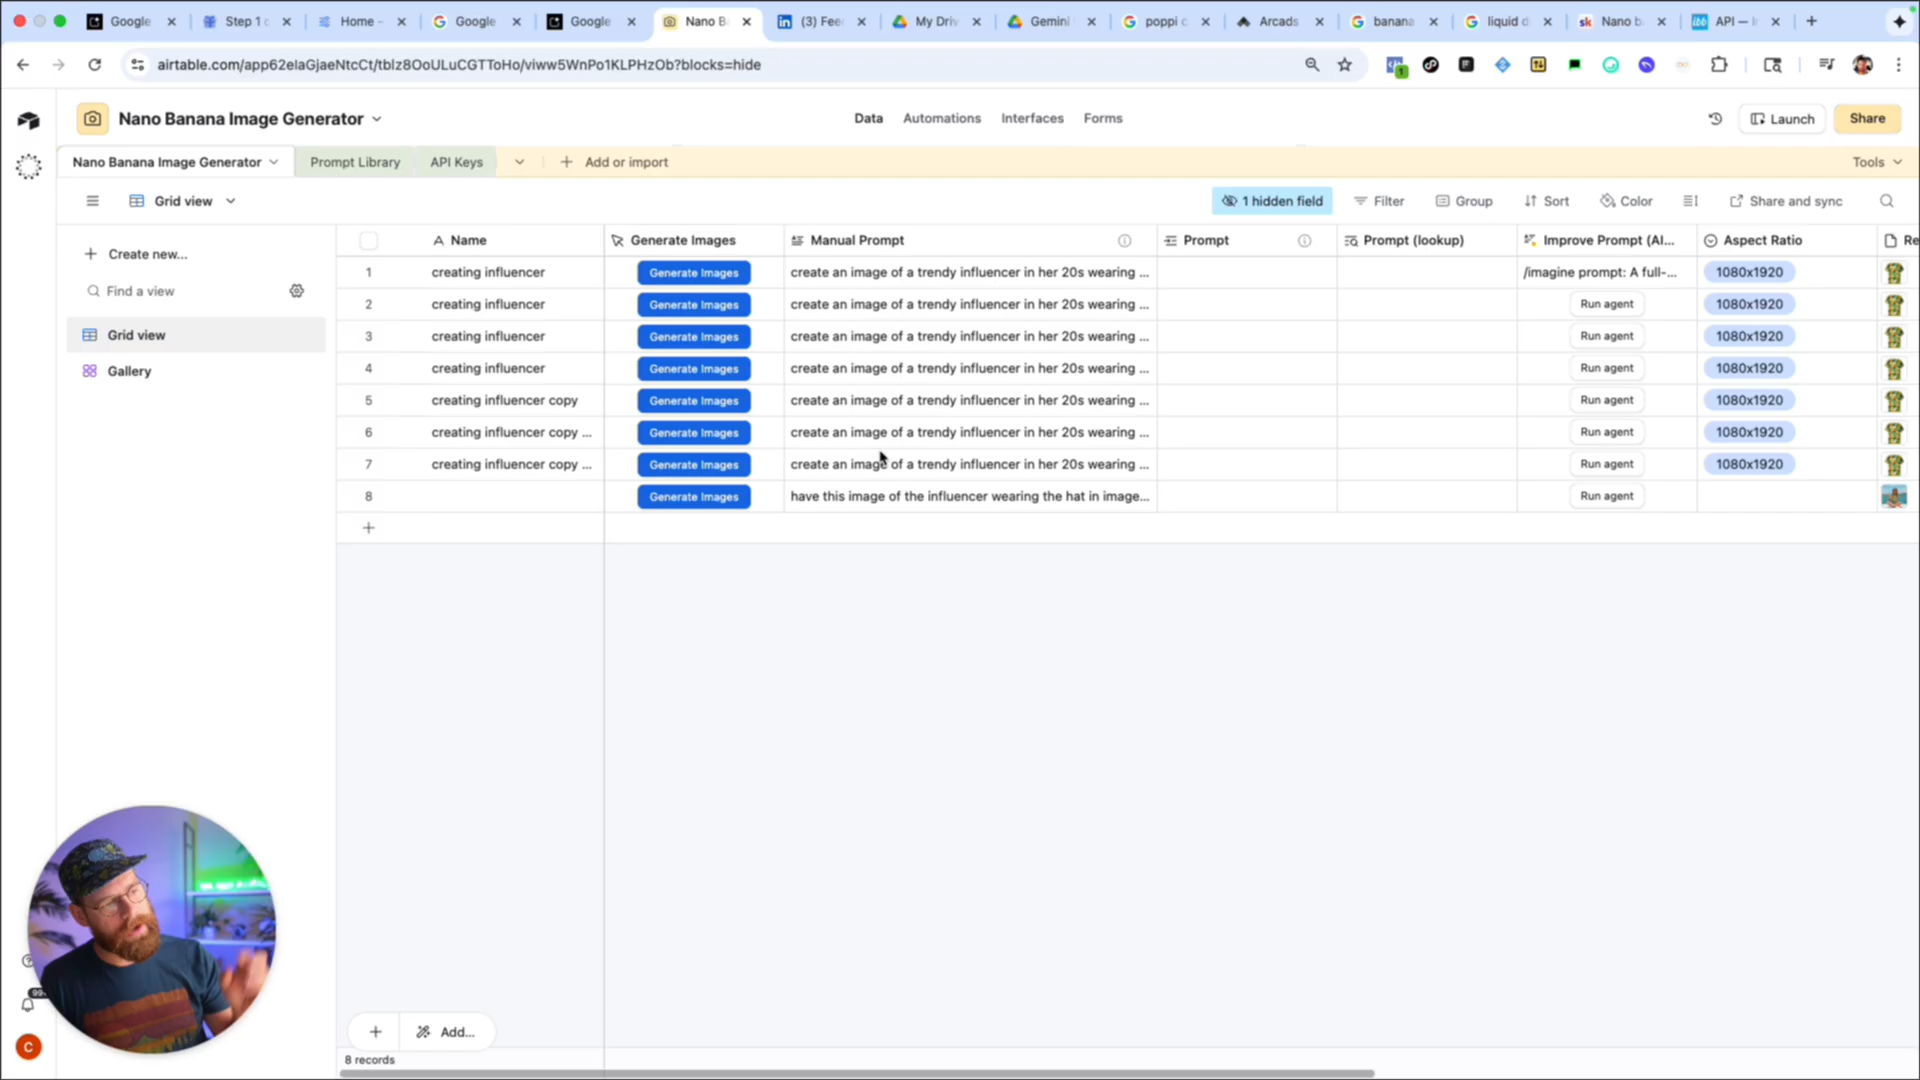 Google
Step 1 c
Home -
Google
Google
Nano B
(3) Fee
My Driv
Gemini
poppi c
Arcads
banana
liquid d
Nano b
API — I
airtable.com/app62elaGjaeNtcCt/tblz8OoULuCGTToHo/viww5WnPo1KLPHzOb?blocks=hide
Nano Banana Image Generator
Data
Automations
Interfaces
Forms
Launch
Share
Nano Banana Image Generator
Prompt Library
API Keys
Add or import
Tools
Grid view
1 hidden field
Filter
Group
Sort
Color
Share and sync
Create new...
Find a view
Grid view
Gallery
Name Generate Images Manual Prompt Prompt Prompt (lookup) Improve Prompt (AI... Aspect Ratio Re
1 creating influencer Generate Images create an image of a trendy influencer in her 20s wearing ... /imagine prompt: A full-... 1080x1920
2 creating influencer Generate Images create an image of a trendy influencer in her 20s wearing ... Run agent 1080x1920
3 creating influencer Generate Images create an image of a trendy influencer in her 20s wearing ... Run agent 1080x1920
4 creating influencer Generate Images create an image of a trendy influencer in her 20s wearing ... Run agent 1080x1920
5 creating influencer copy Generate Images create an image of a trendy influencer in her 20s wearing ... Run agent 1080x1920
6 creating influencer copy ... Generate Images create an image of a trendy influencer in her 20s wearing ... Run agent 1080x1920
7 creating influencer copy ... Generate Images create an image of a trendy influencer in her 20s wearing ... Run agent 1080x1920
8 Generate Images have this image of the influencer wearing the hat in image... Run agent
Add...
8 records
99+
C